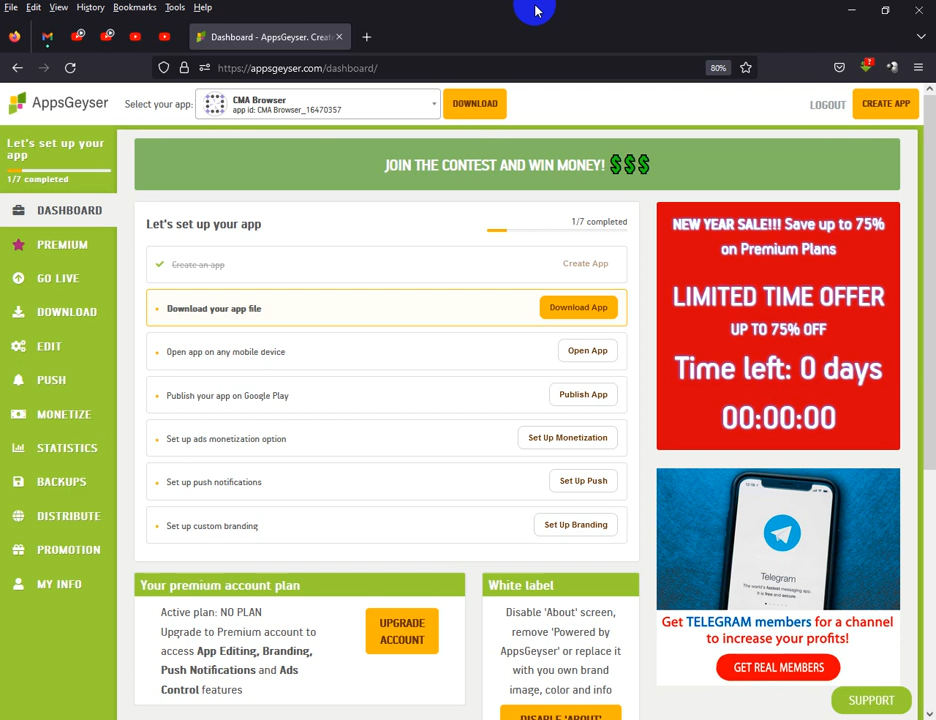 File Edit View History Bookmarks Tools Help
Dashboard - AppsGeyser. Creat
https://appsgeyser.com/dashboard/
80%
AppsGeyser
Select your app:
CMA Browser
app id: CMA Browser_16470357
DOWNLOAD
LOGOUT
CREATE APP
Let's set up your
app
1/7 completed
DASHBOARD
PREMIUM
GO LIVE
DOWNLOAD
EDIT
PUSH
MONETIZE
STATISTICS
BACKUPS
DISTRIBUTE
PROMOTION
MY INFO
JOIN THE CONTEST AND WIN MONEY! $$$
Let's set up your app
1/7 completed
Create an app
Create App
Download your app file
Download App
Open app on any mobile device
Open App
Publish your app on Google Play
Publish App
Set up ads monetization option
Set Up Monetization
Set up push notifications
Set Up Push
Set up custom branding
Set Up Branding
Your premium account plan
Active plan: NO PLAN
Upgrade to Premium account to
access App Editing, Branding,
Push Notifications and Ads
Control features
UPGRADE
ACCOUNT
White label
Disable 'About' screen,
remove 'Powered by
AppsGeyser' or replace it
with you own brand
image, color and info
DISABLE 'ABOUT'
NEW YEAR SALE!!! Save up to 75%
on Premium Plans
LIMITED TIME OFFER
UP TO 75% OFF
Time left: 0 days
00:00:00
Telegram
Get TELEGRAM members for a channel
to increase your profits!
GET REAL MEMBERS
SUPPORT